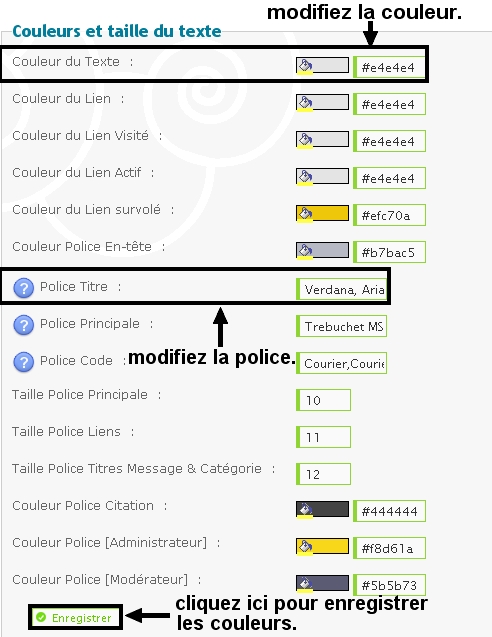 modifiez la couleur.
Couleurs et taille du texte
Couleur du Texte : #e4e4e4
Couleur du Lien : #e4e4e4
Couleur du Lien Visité : #e4e4e4
Couleur du Lien Actif : #e4e4e4
Couleur du Lien survolé : #efc70a
Couleur Police En-tête : #b7bac5
? Police Titre : Verdana, Aria
? Police Principale : Trebuchet MS
modifiez la police.
? Police Code : Courier,Courie
Taille Police Principale : 10
Taille Police Liens : 11
Taille Police Titres Message & Catégorie : 12
Couleur Police Citation : #444444
Couleur Police [Administrateur] : #f8d61a
Couleur Police [Modérateur] : #5b5b73
Enregistrer
cliquez ici pour enregistrer
les couleurs.